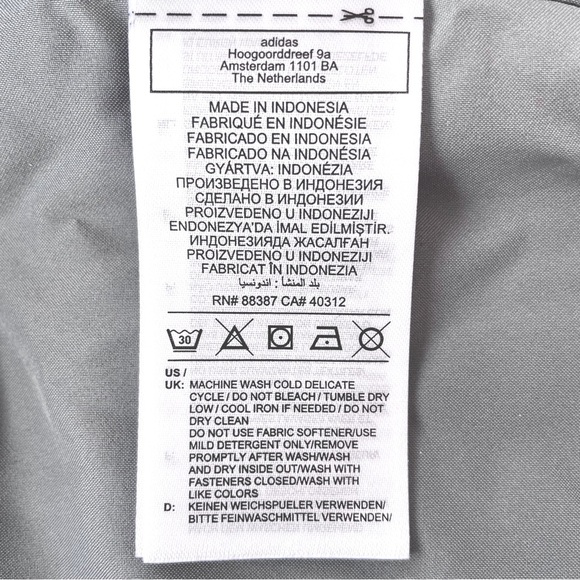 adidas
Hoogoorddreef 9a
Amsterdam 1101 BA
The Netherlands
MADE IN INDONESIA
FABRIQUÉ EN INDONÉSIE
FABRICADO EN INDONESIA
FABRICADO NA INDONÉSIA
GYÁRTVA: INDONÉZIA
ПРОИЗВЕДЕНО В ИНДОНЕЗИЯ
СДЕЛАНО В ИНДОНЕЗИИ
PROIZVEDENO U INDONEZIJI
ENDONEZYA'DA İMAL EDİLMİŞTİR.
ИНДОНЕЗИЯДА ЖАСАЛҒАН
PROIZVEDENO U INDONEZIJI
FABRICAT ÎN INDONEZIA
بلد المنشأ : اندونسيا
RN# 88387 CA# 40312
30
US /
UK: MACHINE WASH COLD DELICATE
CYCLE / DO NOT BLEACH / TUMBLE DRY
LOW / COOL IRON IF NEEDED / DO NOT
DRY CLEAN
DO NOT USE FABRIC SOFTENER/USE
MILD DETERGENT ONLY/REMOVE
PROMPTLY AFTER WASH/WASH
AND DRY INSIDE OUT/WASH WITH
FASTENERS CLOSED/WASH WITH
LIKE COLORS
D: KEINEN WEICHSPUELER VERWENDEN/
BITTE FEINWASCHMITTEL VERWENDEN/